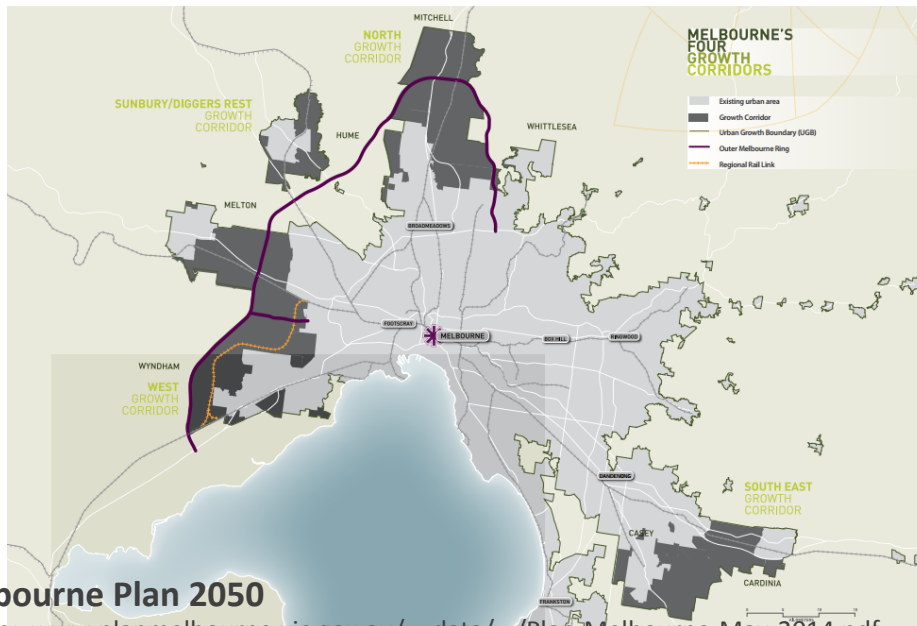 MELBOURNE'S
FOUR
GROWTH
CORRIDORS
Existing urban area
Growth Corridor
Urban Growth Boundary (UGB)
Outer Melbourne Ring
Regional Rail Link
MITCHELL
NORTH
GROWTH
CORRIDOR
SUNBURY/DIGGERS REST
GROWTH
CORRIDOR
HUME
WHITTLESEA
MELTON
BROADMEADOWS
FOOTSCRAY
MELBOURNE
BOX HILL
RINGWOOD
WYNDHAM
WEST
GROWTH
CORRIDOR
DANDENONG
SOUTH EAST
GROWTH
CORRIDOR
CASEY
CARDINIA
FRANKSTON
bourne Plan 2050